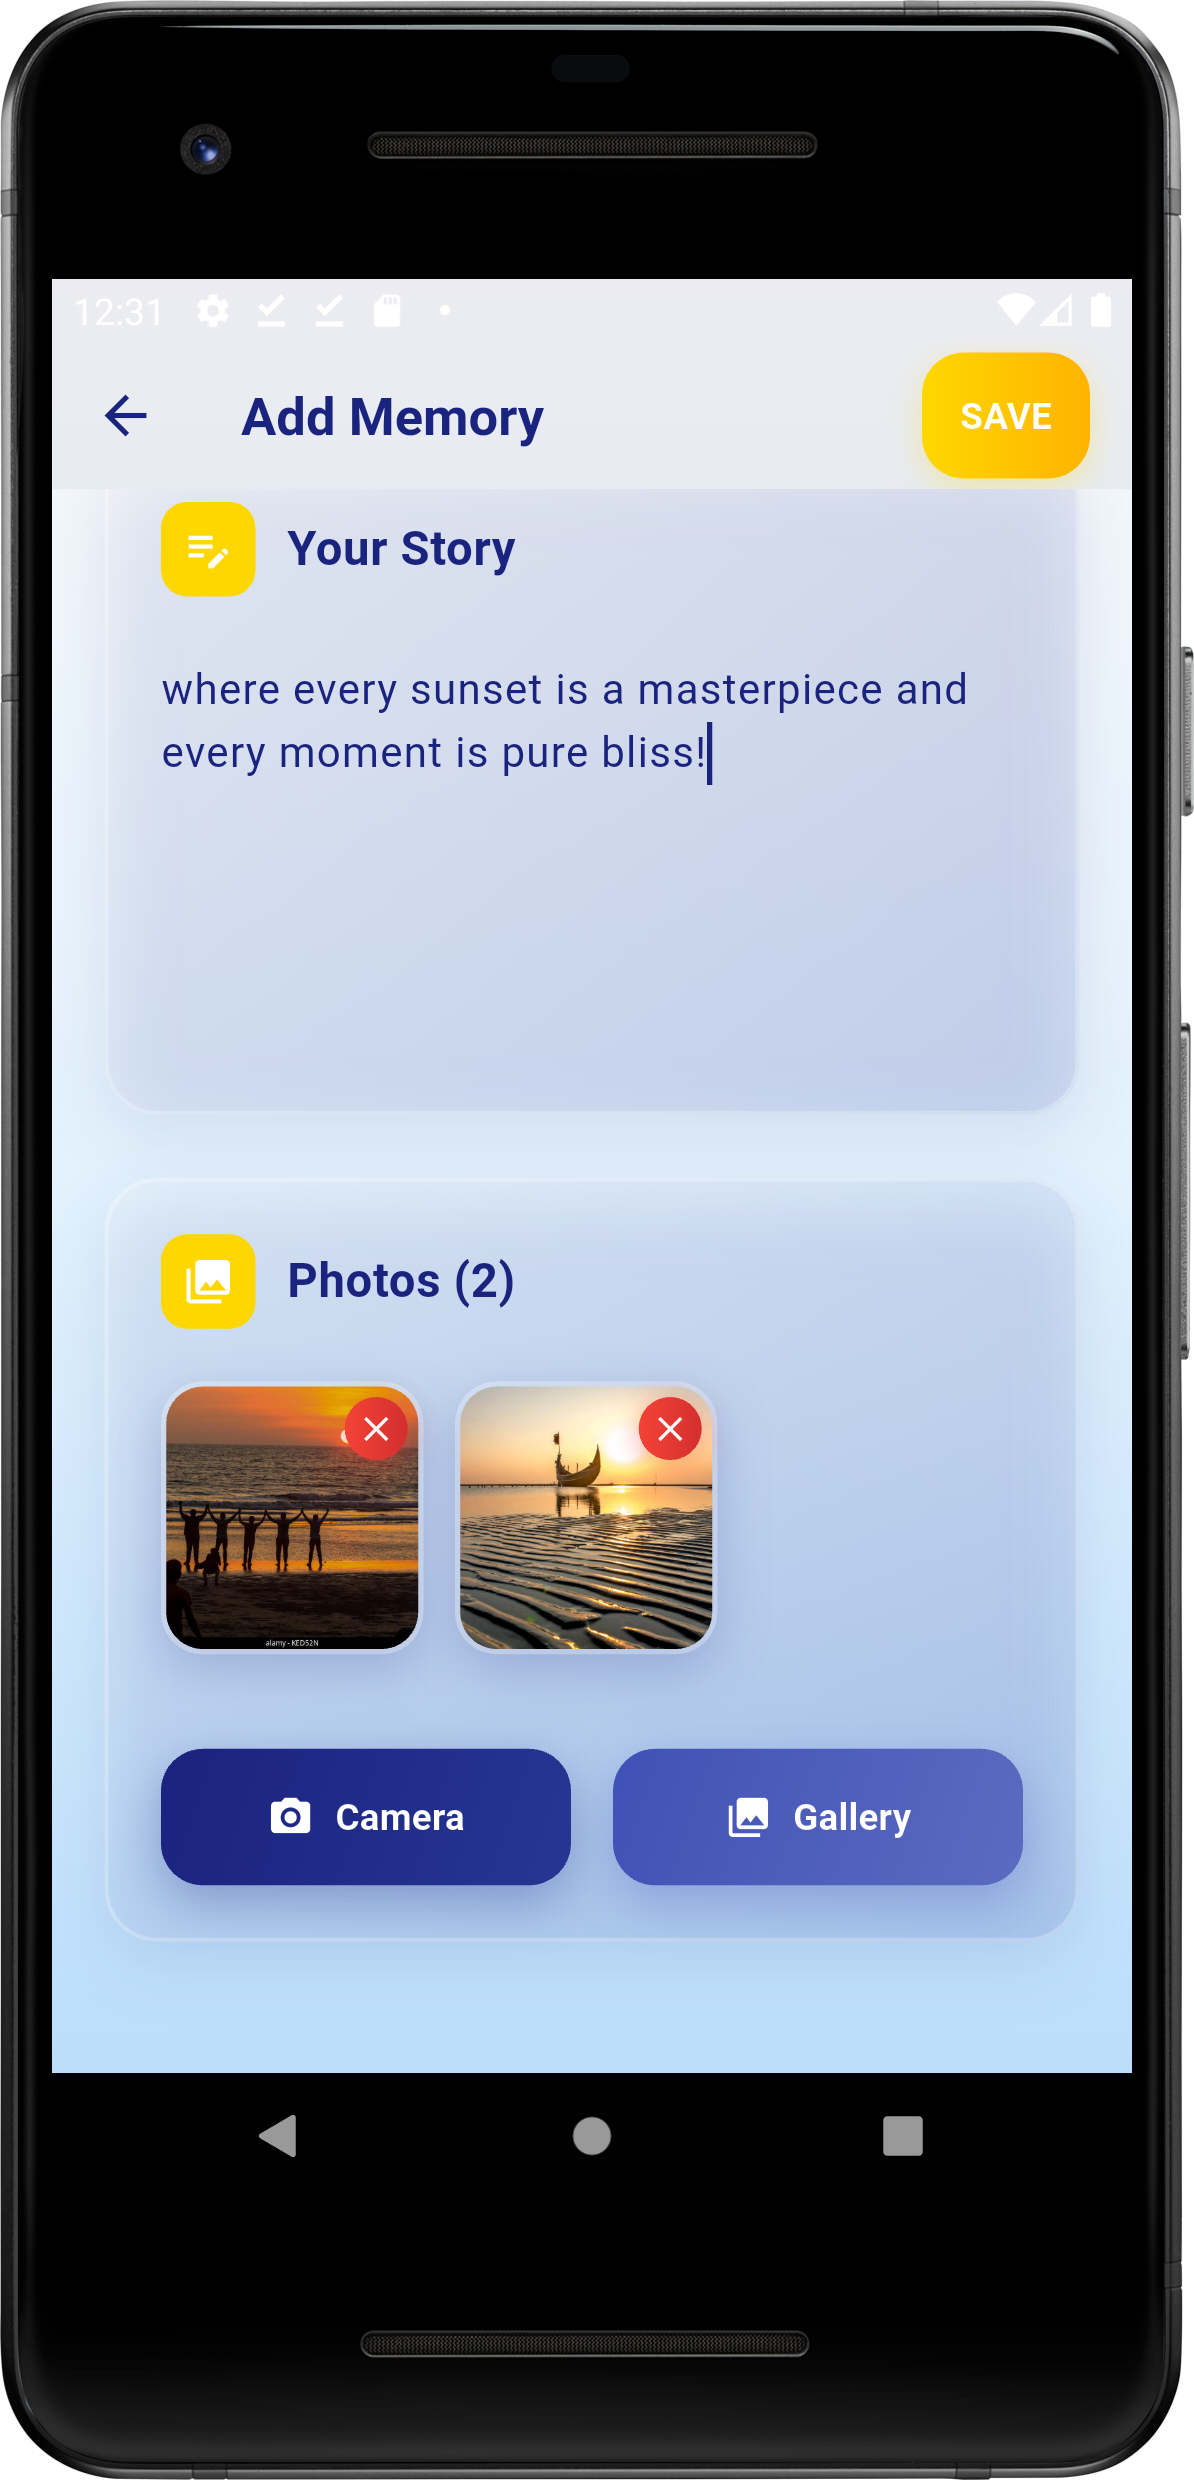 12:31
Add Memory
SAVE
Your Story
where every sunset is a masterpiece and
every moment is pure bliss!
Photos (2)
alamy - KED52N
Camera
Gallery